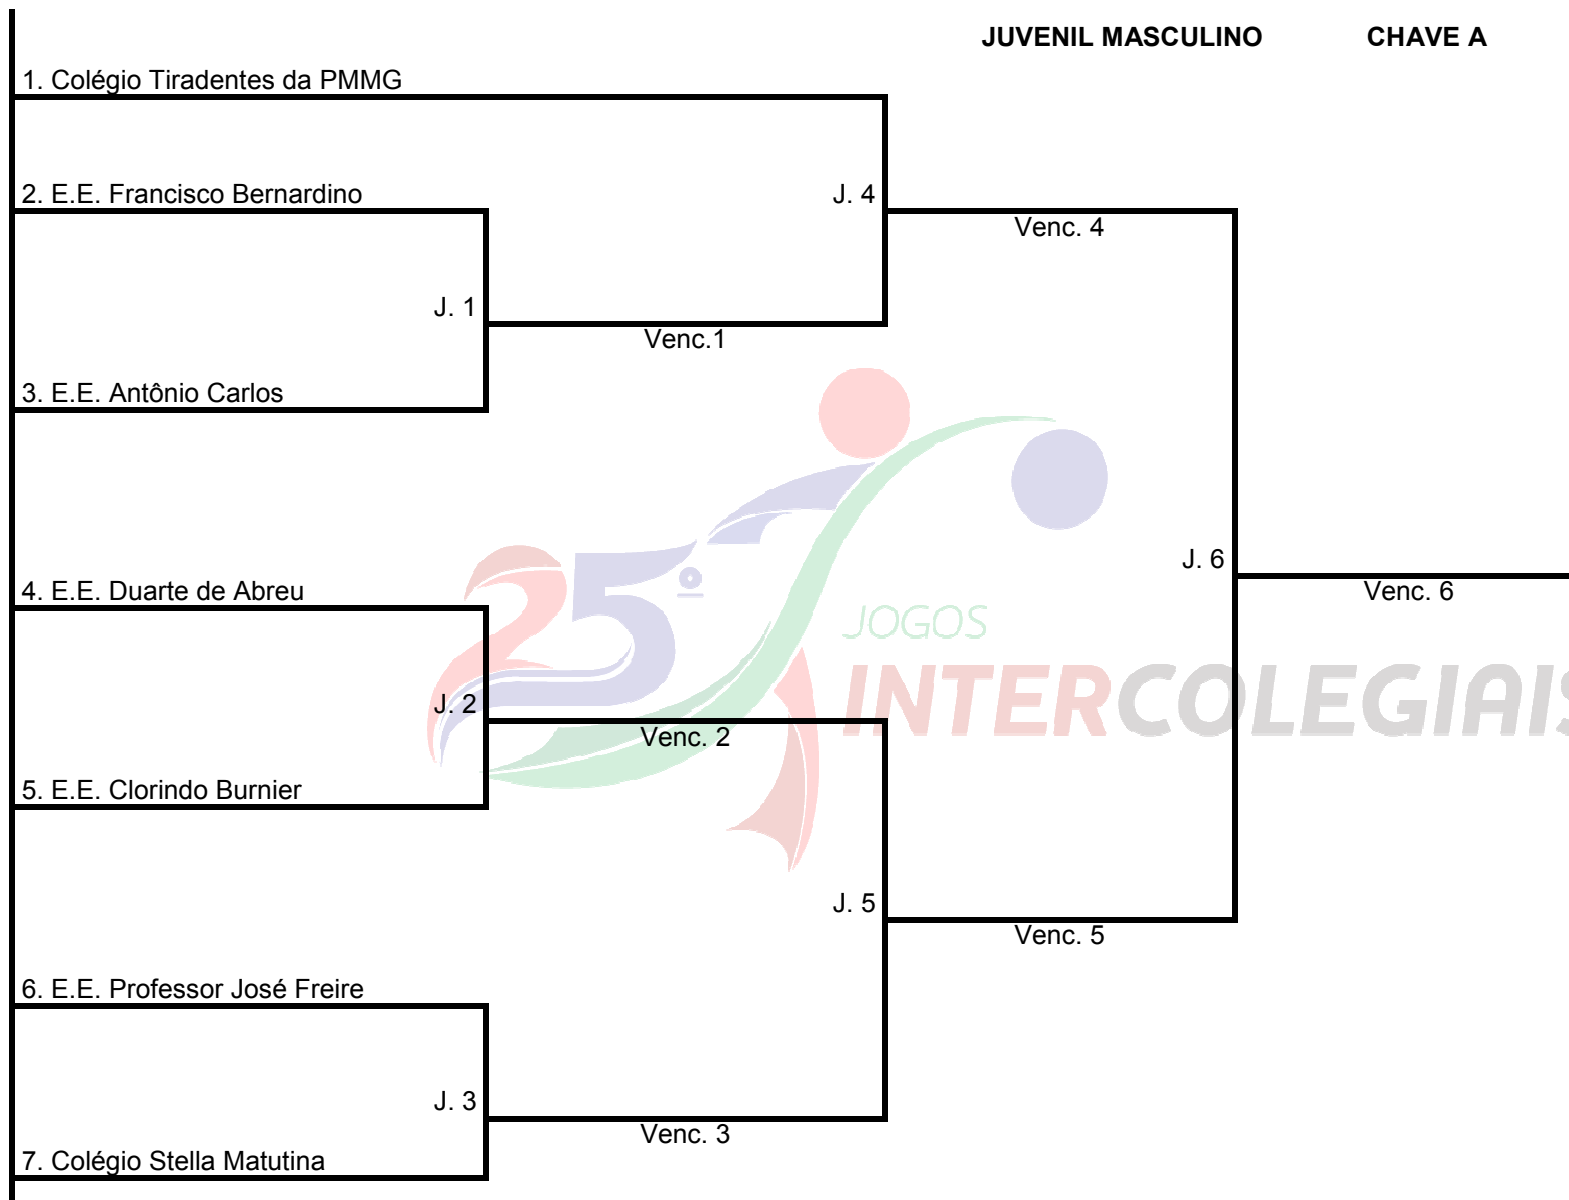 JUVENIL MASCULINO CHAVE A
1. Colégio Tiradentes da PMMG
2. E.E. Francisco Bernardino
J. 4
Venc. 4
J. 1
Venc.1
3. E.E. Antônio Carlos
J. 6
Venc. 6
4. E.E. Duarte de Abreu
25º
JOGOS
INTERCOLEGIAIS
J. 2
Venc. 2
5. E.E. Clorindo Burnier
J. 5
Venc. 5
6. E.E. Professor José Freire
J. 3
Venc. 3
7. Colégio Stella Matutina